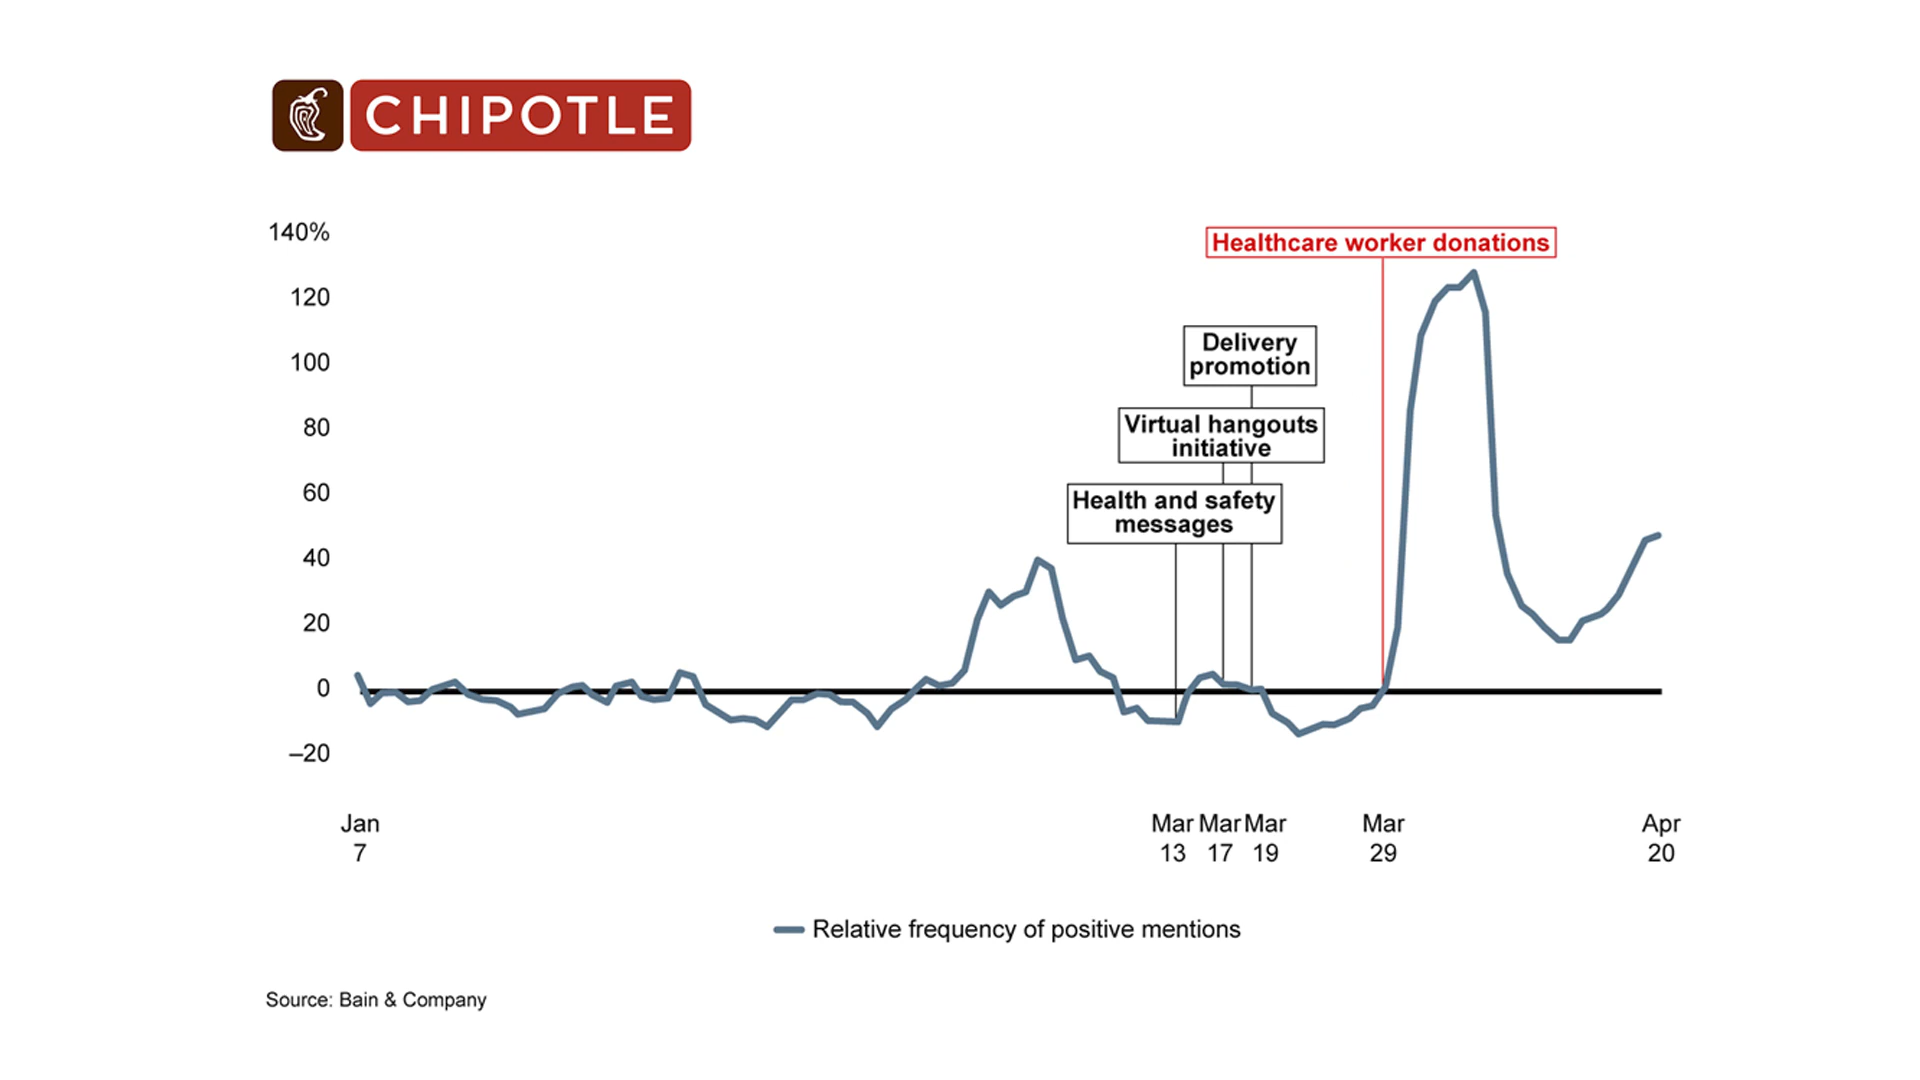 CHIPOTLE
140%
120
100
80
60
40
20
0
–20
Healthcare worker donations
Delivery
promotion
Virtual hangouts
initiative
Health and safety
messages
Jan
7
Mar
13
Mar
17
Mar
19
Mar
29
Apr
20
Relative frequency of positive mentions
Source: Bain & Company